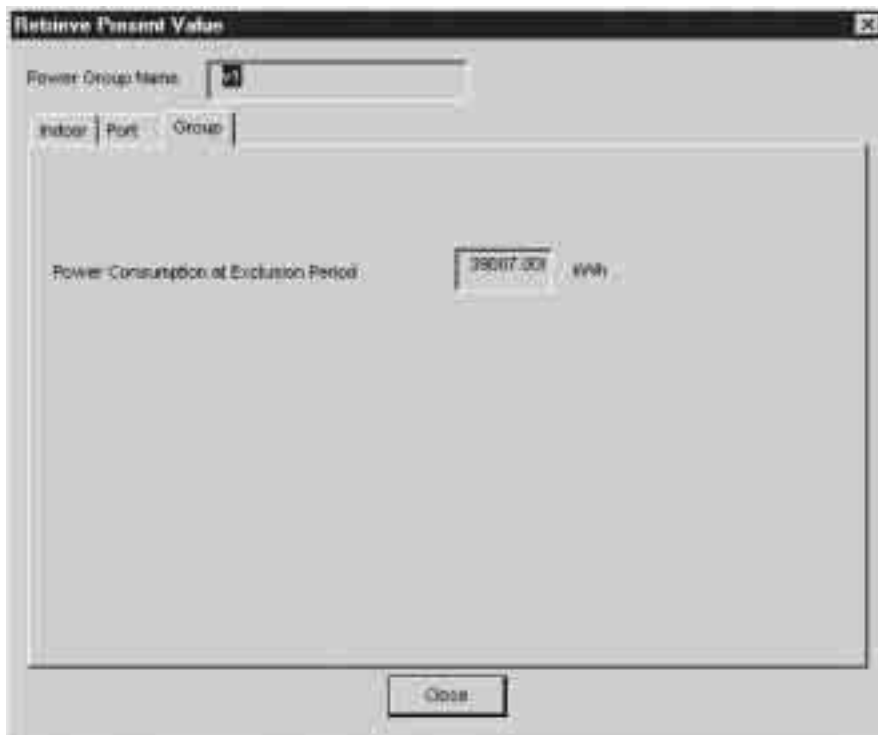 Retrieve Present Value
Power Group Name
Indoor Port Group
Power Consumption at Exclusion Period kWh
Close